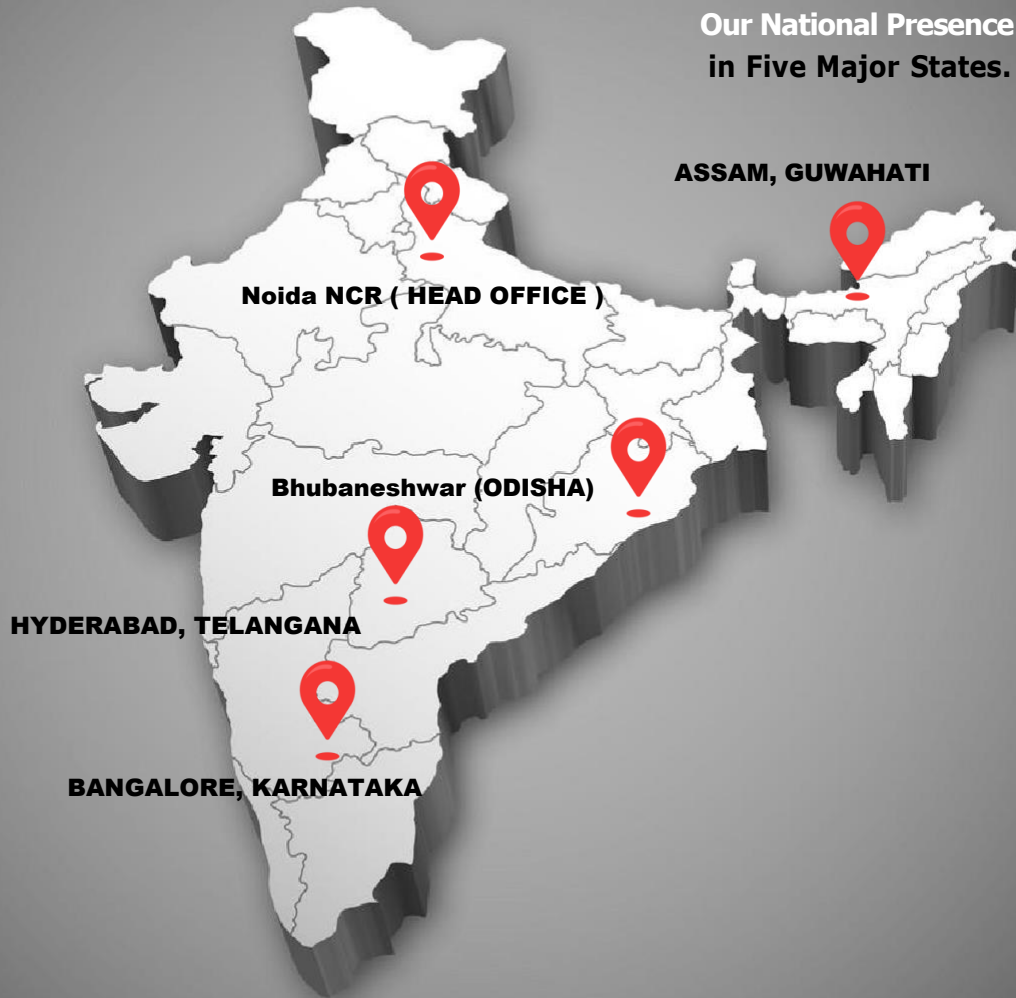 Our National Presence
in Five Major States.
ASSAM, GUWAHATI
Noida NCR ( HEAD OFFICE )
Bhubaneshwar (ODISHA)
HYDERABAD, TELANGANA
BANGALORE, KARNATAKA